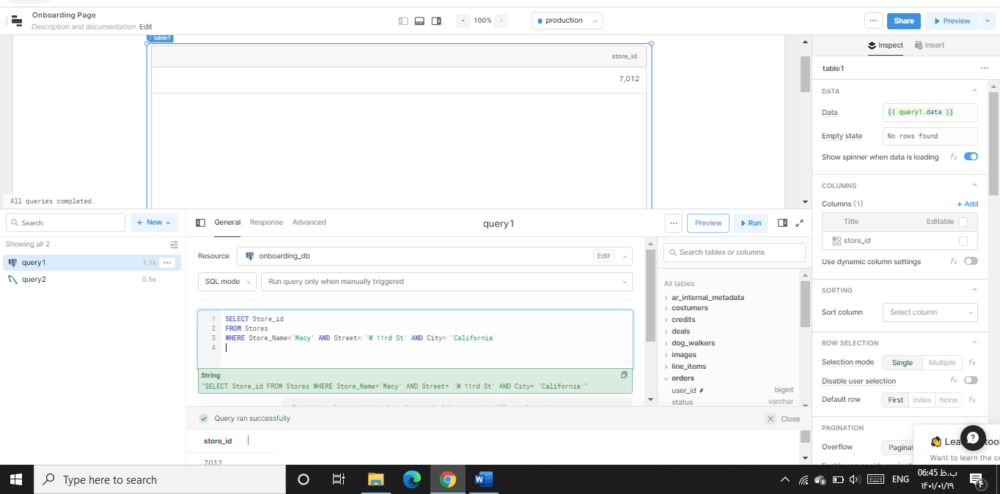 Onboarding Page
Description and documentation Edit
- 100% +
production
Share
Preview
table1
store_id
7,012
All queries completed.
Inspect
Insert
table1
DATA
Data
{{ query1.data }}
Empty state
No rows found
Show spinner when data is loading
fx
COLUMNS
Columns (1)
+ Add
Title
Editable
store_id
Use dynamic column settings
fx
SORTING
Sort column
Select column
ROW SELECTION
Selection mode
Single
Multiple
fx
Disable user selection
fx
Default row
First
Index
None
fx
PAGINATION
Overflow
Paginat
Lea
tool
Want to learn the co
Search
+ New
Showing all 2
query1
1.1s
query2
0.5s
General
Response
Advanced
query1
Preview
Run
Resource
onboarding_db
Edit
SQL mode
Run query only when manually triggered
1 SELECT Store_id
2 FROM Stores
3 WHERE Store_Name='Macy' AND Street= 'W 11rd St' AND City= 'California'
4
String
"SELECT Store_id FROM Stores WHERE Store_Name='Macy' AND Street= 'W 11rd St' AND City= 'California'"
Search tables or columns
All tables
ar_internal_metadata
costumers
credits
deals
dog_walkers
images
line_items
orders
user_id
bigint
status
varchar
Query ran successfully
Close
store_id
7012
Type here to search
ENG
06:45 ب.ظ
۱۴۰۱/۰۱/۱۹